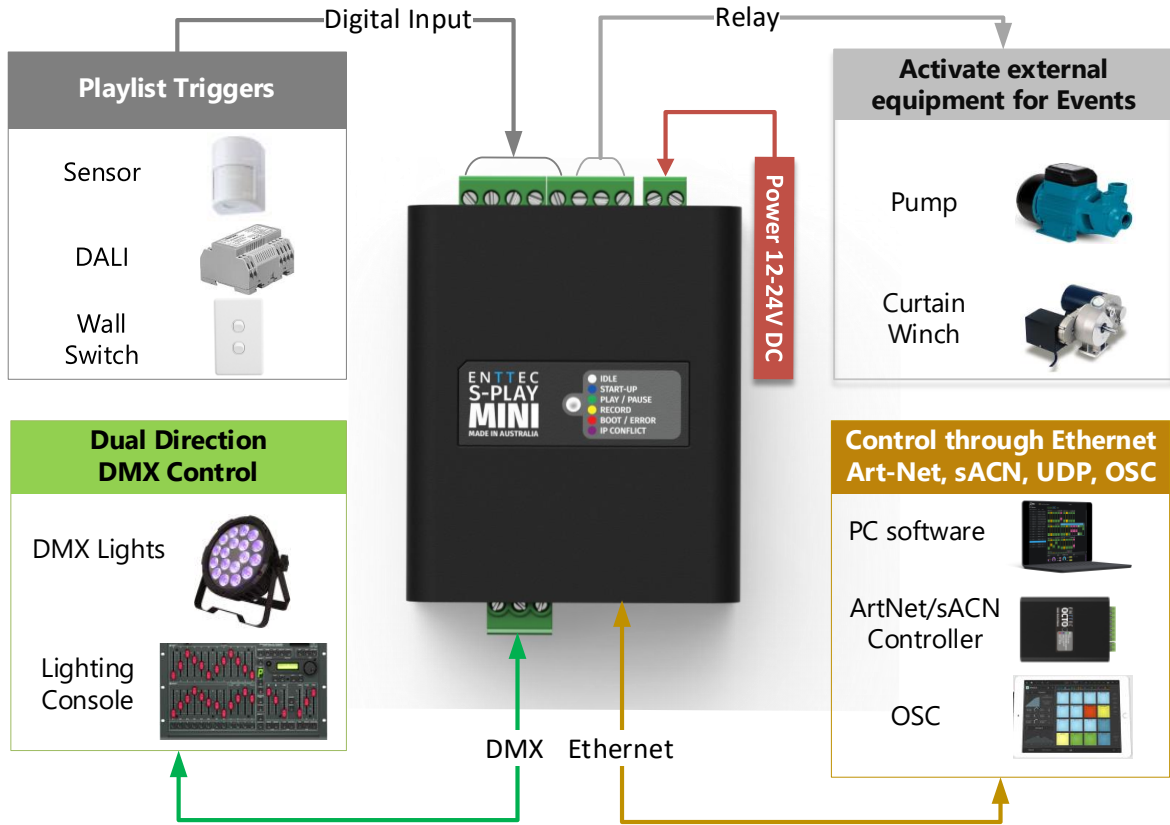 Digital Input
Relay
Playlist Triggers
Sensor
DALI
Wall
Switch
Activate external
equipment for Events
Pump
Curtain
Winch
Power 12-24V DC
ENTTEC
S-PLAY
MINI
MADE IN AUSTRALIA
IDLE
START-UP
PLAY / PAUSE
RECORD
BOOT / ERROR
IP CONFLICT
Dual Direction
DMX Control
DMX Lights
Lighting
Console
Control through Ethernet
Art-Net, sACN, UDP, OSC
PC software
ArtNet/sACN
Controller
ENTTEC
OCTO
OSC
DMX
Ethernet